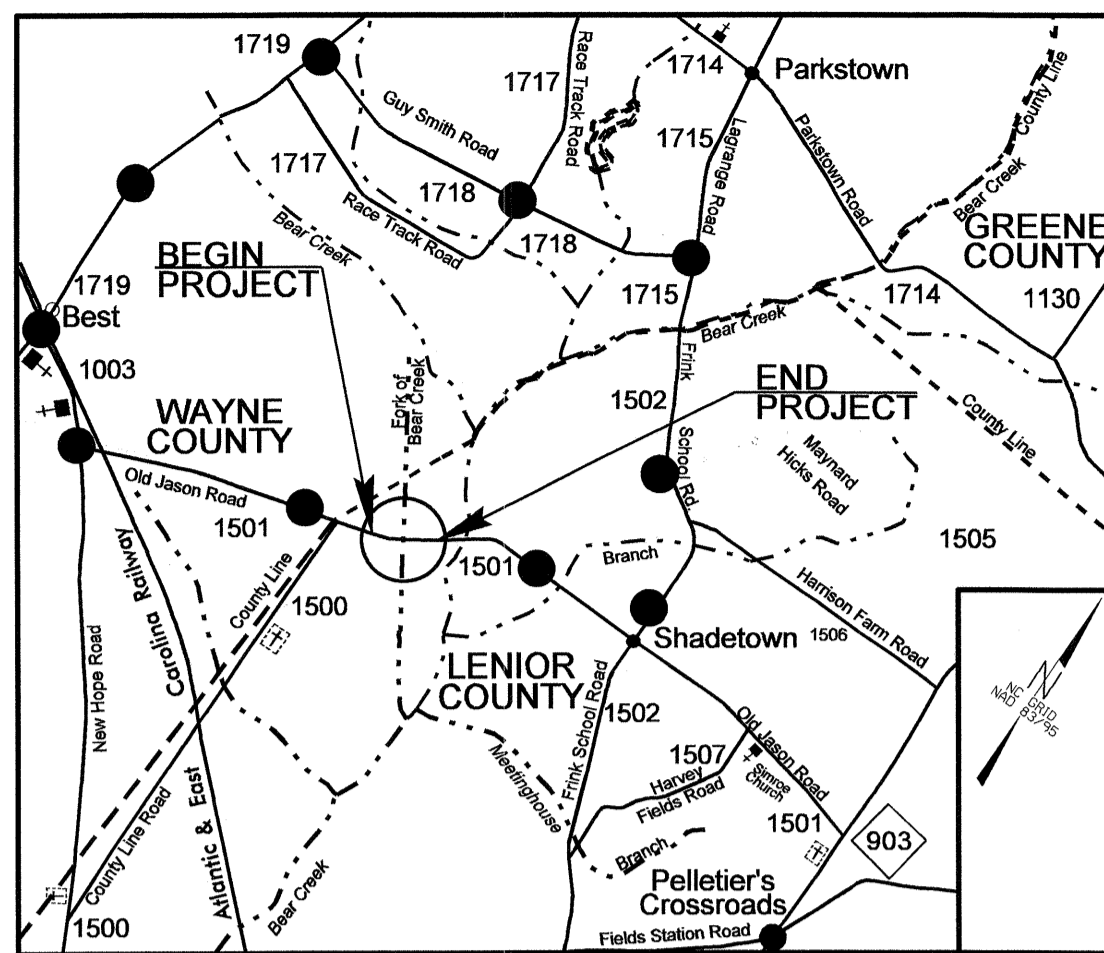 1719
1714
Parkstown
1717
Race Track Road
Guy Smith Road
1715
Lagrange Road
Parkstown Road
County Line
Bear Creek
1717
1718
Race Track Road
1718
Bear Creek
GREENE
COUNTY
BEGIN
PROJECT
1719
Best
1715
Bear Creek
1714
1130
1003
Frink
School Rd.
1502
END
PROJECT
Fork of
Bear Creek
WAYNE
COUNTY
County Line
Maynard
Hicks Road
Old Jason Road
1501
1501
Branch
1505
Carolina Railway
Atlantic & East
County Line
1500
Harrison Farm Road
Shadetown
1506
New Hope Road
LENIOR
COUNTY
Frink School Road
1502
Old Jason Road
NC GRID
NAD 83/95
N
1507
Harvey
Fields Road
Simroe
Church
Meetinghouse
Branch
1501
903
County Line Road
1500
Bear Creek
Pelletier's
Crossroads
Fields Station Road